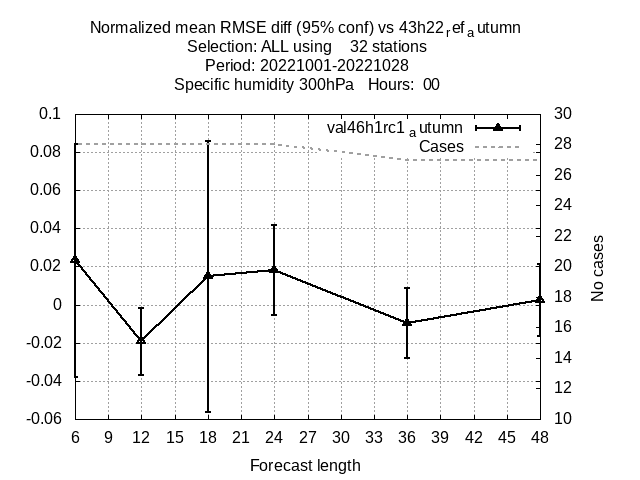 Normalized mean RMSE diff (95% conf) vs 43h22refautumn
Selection: ALL using 32 stations
Period: 20221001-20221028
Specific humidity 300hPa Hours: 00
val46h1rc1autumn
Cases
0.1
0.08
0.06
0.04
0.02
0
-0.02
-0.04
-0.06
30
28
26
24
22
20
18
16
14
12
10
No cases
6 9 12 15 18 21 24 27 30 33 36 39 42 45 48
Forecast length